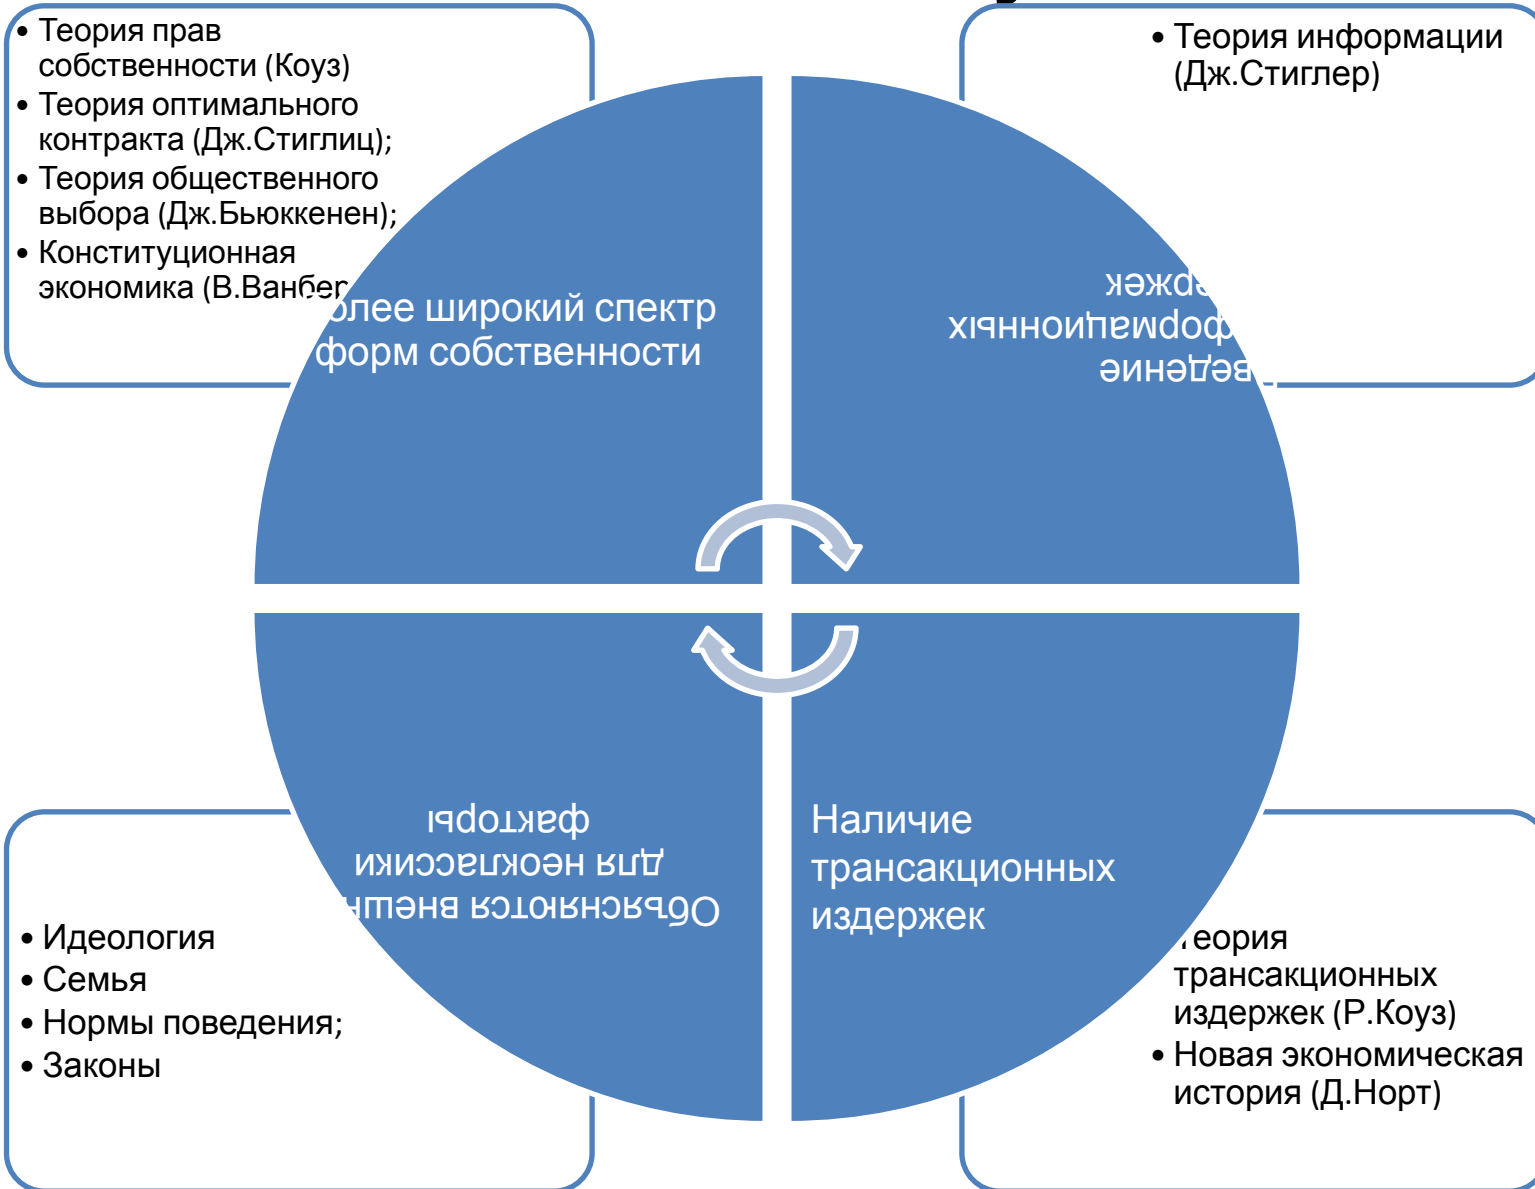 • Теория прав
собственности (Коуз)
• Теория оптимального
контракта (Дж.Стиглиц);
• Теория общественного
выбора (Дж.Бьюккенен);
• Конституционная
экономика (В.Ванбер
олее широкий спектр
форм собственности
• Теория информации
(Дж.Стиглер)
ведение
формационных
ержек
Объясняются внешн
для неоклассики
факторы
• Идеология
• Семья
• Нормы поведения;
• Законы
Наличие
трансакционных
издержек
еория
трансакционных
издержек (Р.Коуз)
• Новая экономическая
история (Д.Норт)